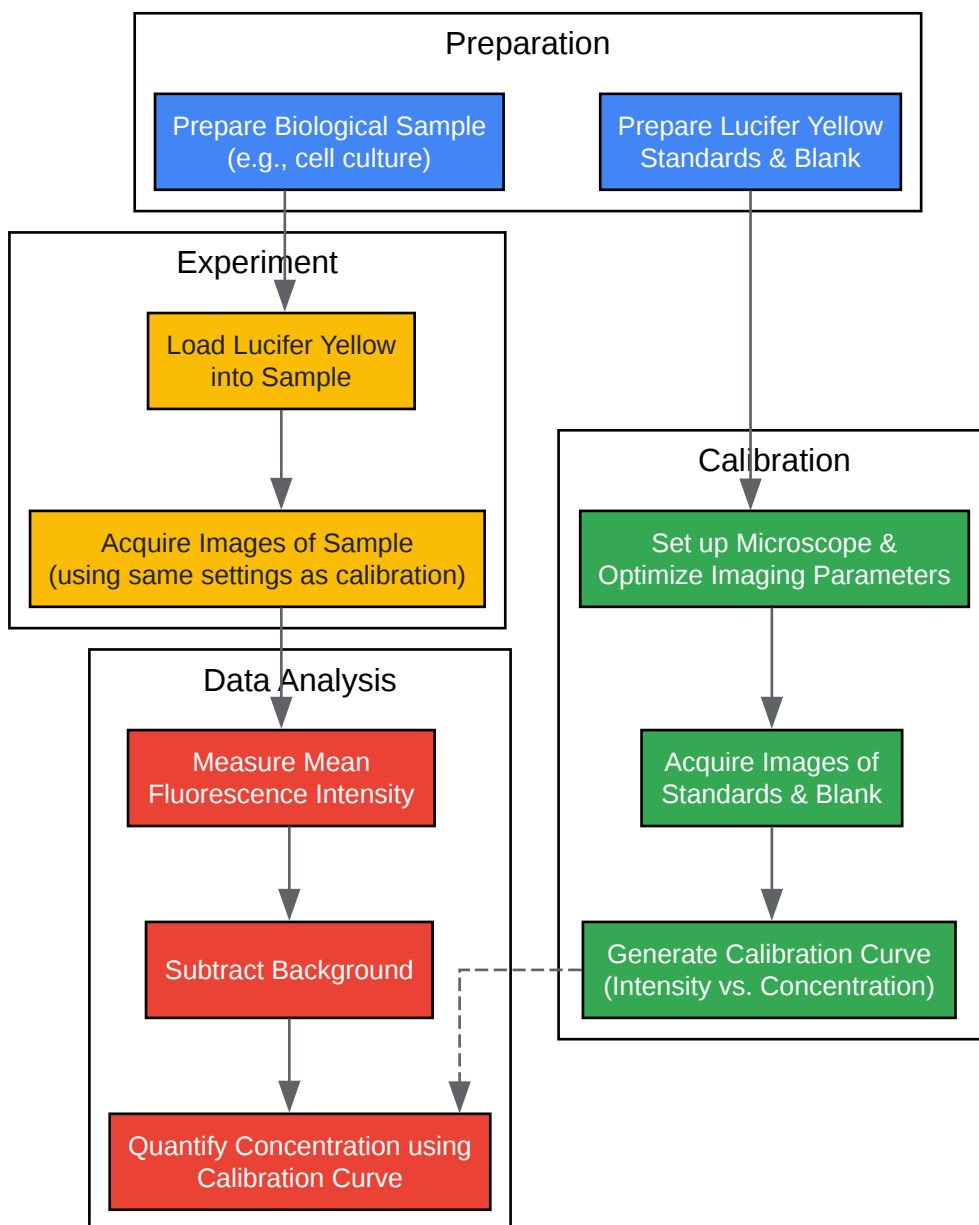 Preparation
Prepare Biological Sample
(e.g., cell culture)
Prepare Lucifer Yellow
Standards & Blank
Experiment
Load Lucifer Yellow
into Sample
Acquire Images of Sample
(using same settings as calibration)
Calibration
Set up Microscope &
Optimize Imaging Parameters
Acquire Images of
Standards & Blank
Generate Calibration Curve
(Intensity vs. Concentration)
Data Analysis
Measure Mean
Fluorescence Intensity
Subtract Background
Quantify Concentration using
Calibration Curve